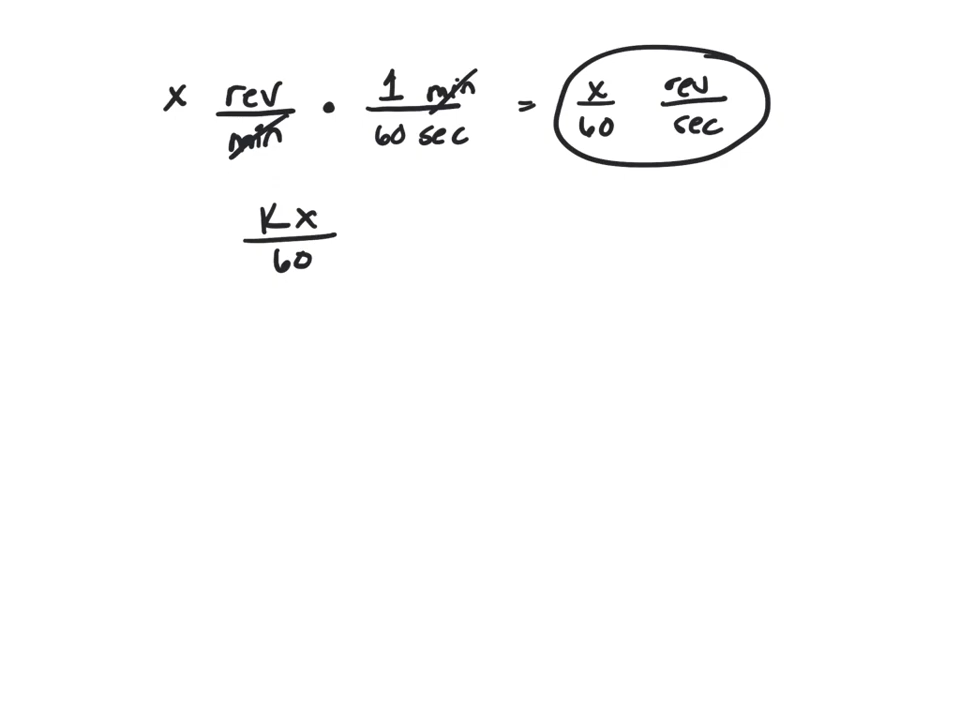 x rev/min · 1 min/60 sec = x/60 rev/sec
Kx/60